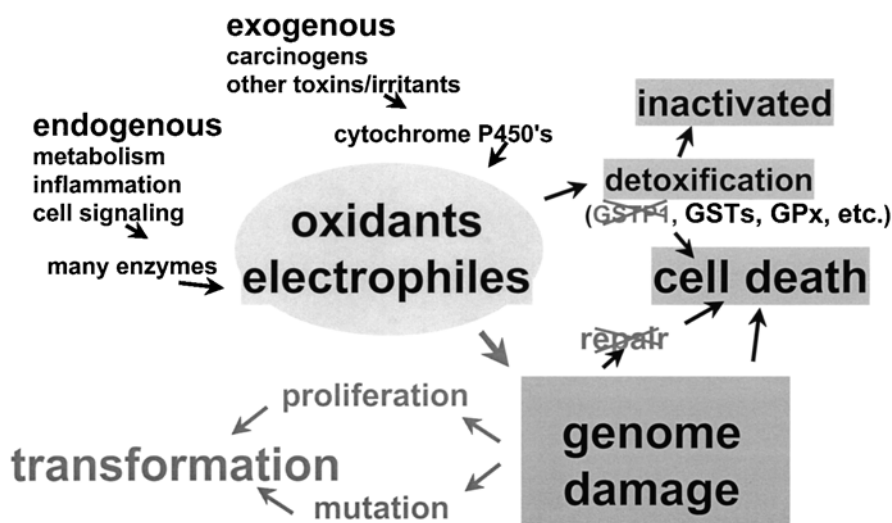 exogenous
carcinogens
other toxins/irritants
cytochrome P450's
endogenous
metabolism
inflammation
cell signaling
many enzymes
oxidants
electrophiles
inactivated
detoxification
(GSTP1, GSTs, GPx, etc.)
cell death
repair
genome
damage
proliferation
mutation
transformation